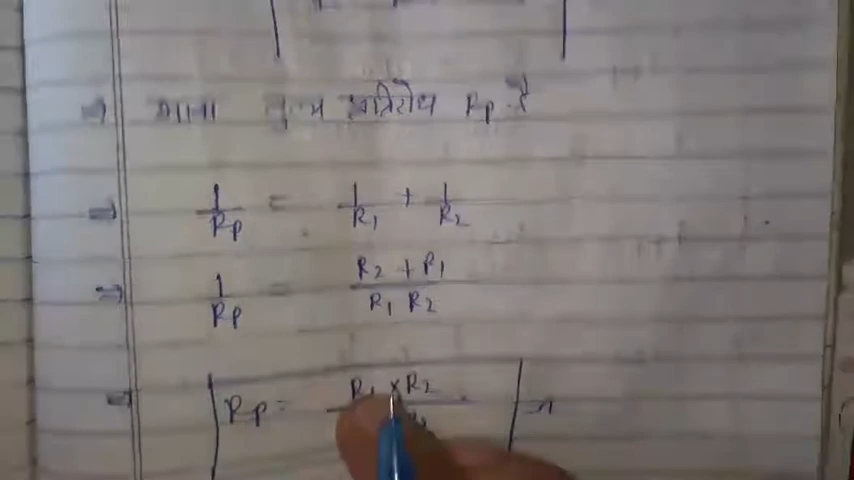 ⇒ माना तुल्य प्रतिरोध Rp है
⇒ 1/Rp = 1/R1 + 1/R2
⇒ 1/Rp = R2 + R1 / R1 R2
⇒ Rp = R1 × R2